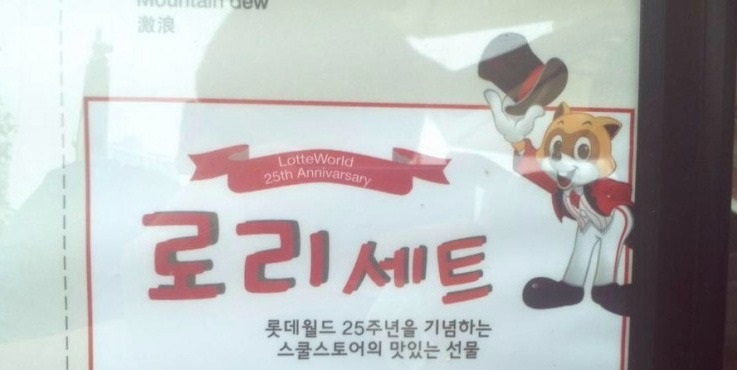 Mountain dew
激浪
LotteWorld
25th Annivarsary
로리세트
롯데월드 25주년을 기념하는
스쿨스토어의 맛있는 선물